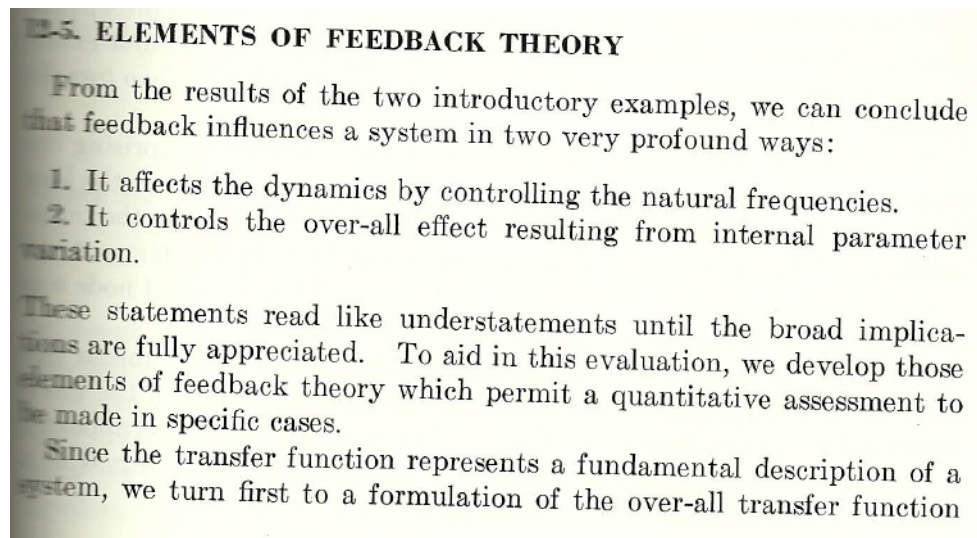 12-5. ELEMENTS OF FEEDBACK THEORY
From the results of the two introductory examples, we can conclude
that feedback influences a system in two very profound ways:
1. It affects the dynamics by controlling the natural frequencies.
2. It controls the over-all effect resulting from internal parameter
variation.
These statements read like understatements until the broad implica-
tions are fully appreciated. To aid in this evaluation, we develop those
elements of feedback theory which permit a quantitative assessment to
be made in specific cases.
Since the transfer function represents a fundamental description of a
system, we turn first to a formulation of the over-all transfer function